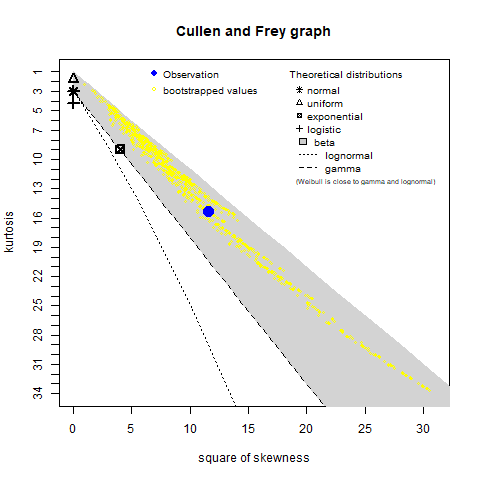 Cullen and Frey graph
Observation
bootstrapped values
Theoretical distributions
normal
uniform
exponential
logistic
beta
lognormal
gamma
(Weibull is close to gamma and lognormal)
kurtosis
1
3
5
7
10
13
16
19
22
25
28
31
34
0
5
10
15
20
25
30
square of skewness